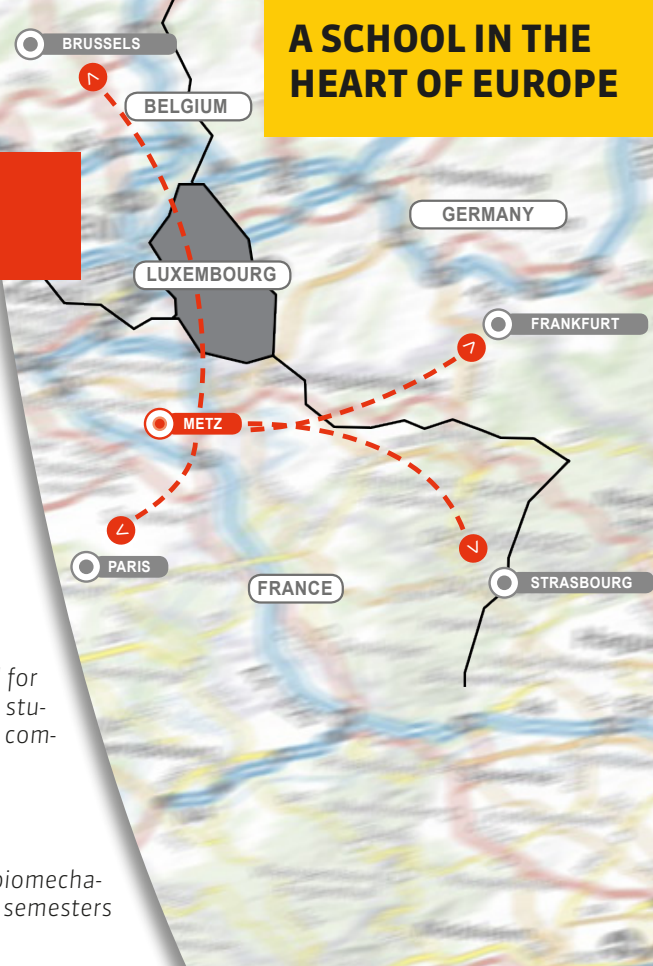 A SCHOOL IN THE
HEART OF EUROPE
BRUSSELS
BELGIUM
GERMANY
LUXEMBOURG
FRANKFURT
METZ
PARIS
FRANCE
STRASBOURG
for
stu-
com-
biomecha-
semesters